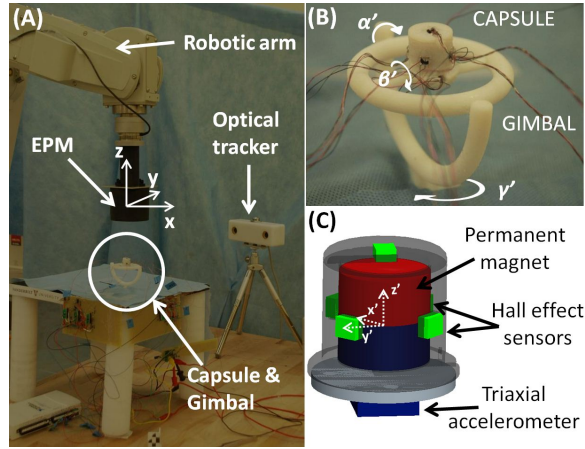 (A)
Robotic arm
EPM
z
y
x
Optical
tracker
Capsule &
Gimbal
(B)
CAPSULE
α'
β'
GIMBAL
γ'
(C)
Permanent
magnet
z'
x'
y'
Hall effect
sensors
Triaxial
accelerometer